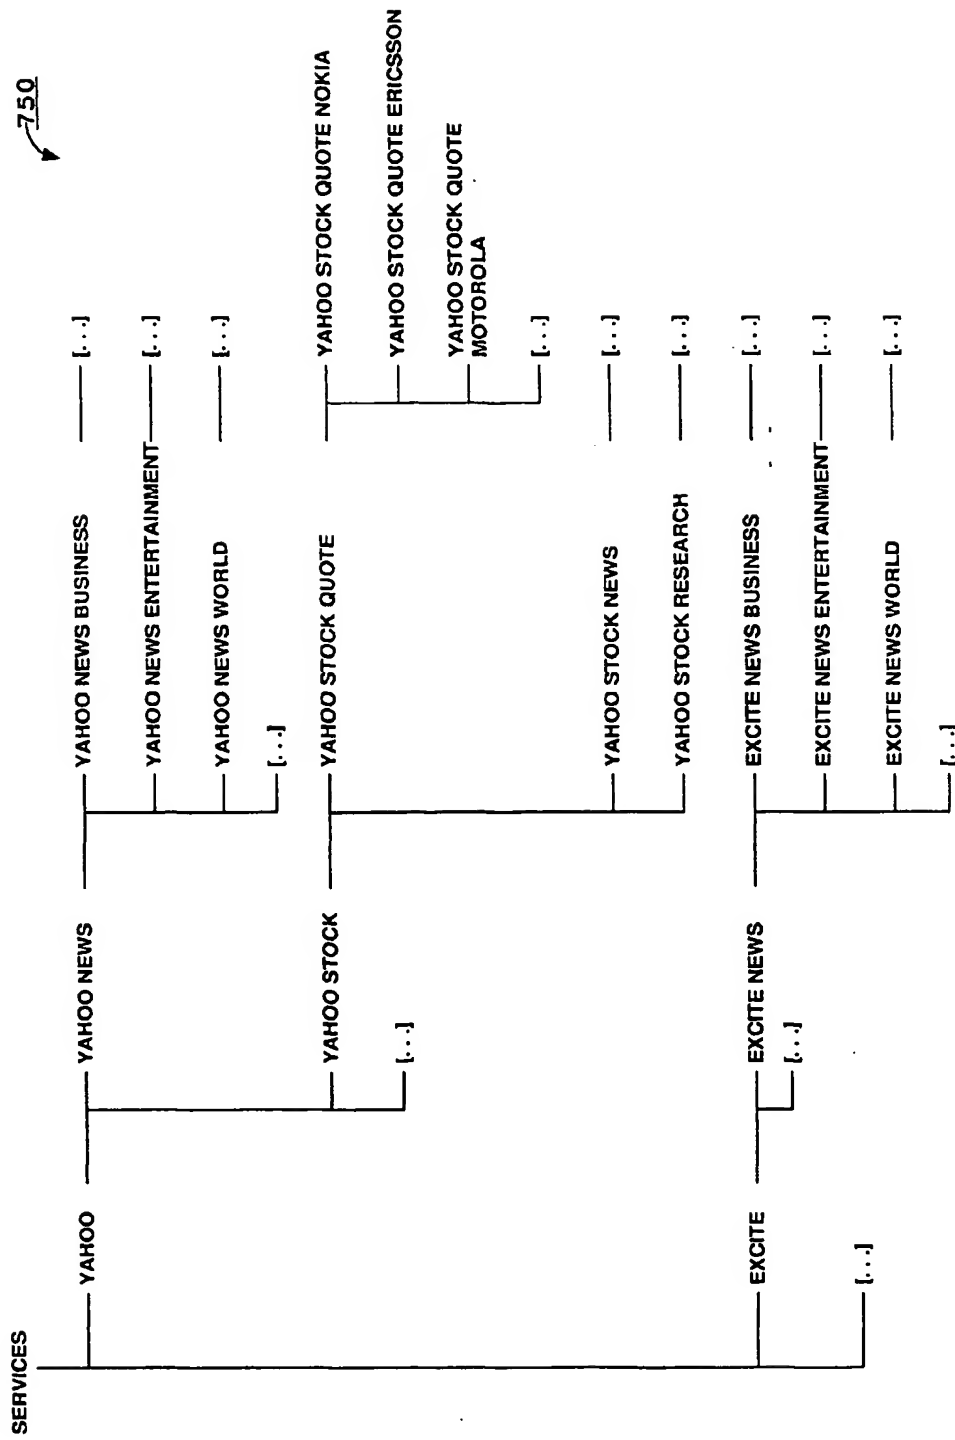 750
SERVICES
YAHOO
YAHOO NEWS
YAHOO NEWS BUSINESS
[...]
YAHOO NEWS ENTERTAINMENT
[...]
YAHOO NEWS WORLD
[...]
[...]
YAHOO STOCK
YAHOO STOCK QUOTE
YAHOO STOCK QUOTE NOKIA
YAHOO STOCK QUOTE ERICSSON
YAHOO STOCK QUOTE
MOTOROLA
[...]
YAHOO STOCK NEWS
[...]
YAHOO STOCK RESEARCH
[...]
[...]
EXCITE
EXCITE NEWS
EXCITE NEWS BUSINESS
[...]
EXCITE NEWS ENTERTAINMENT
[...]
EXCITE NEWS WORLD
[...]
[...]
[...]
[...]